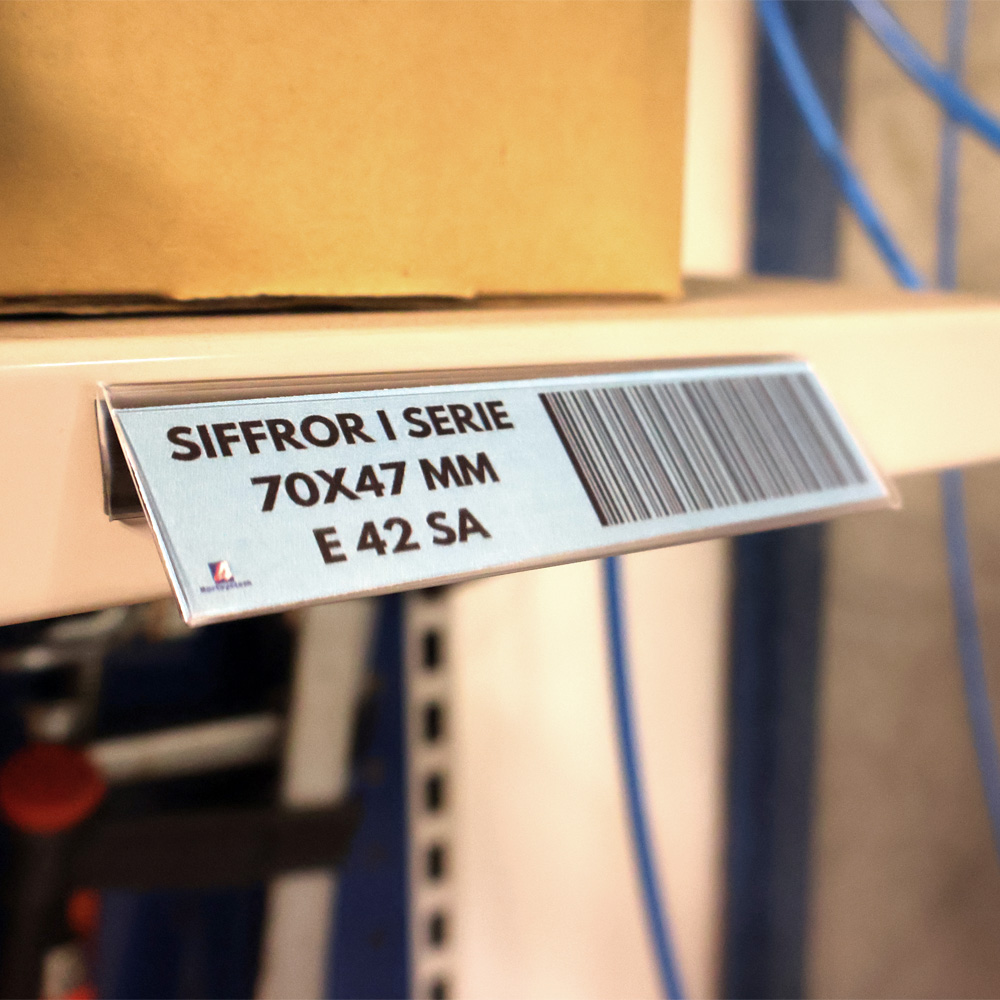 SIFFROR I SERIE
70X47 MM
E 42 SA